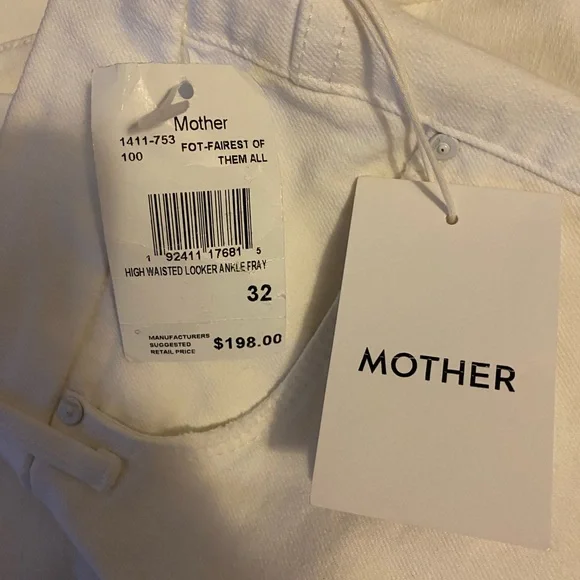 Mother
1411-753 FOT-FAIREST OF
100 THEM ALL
1 92411 17681 5
HIGH WAISTED LOOKER ANKLE FRAY
32
MANUFACTURERS
SUGGESTED
RETAIL PRICE
$198.00
MOTHER